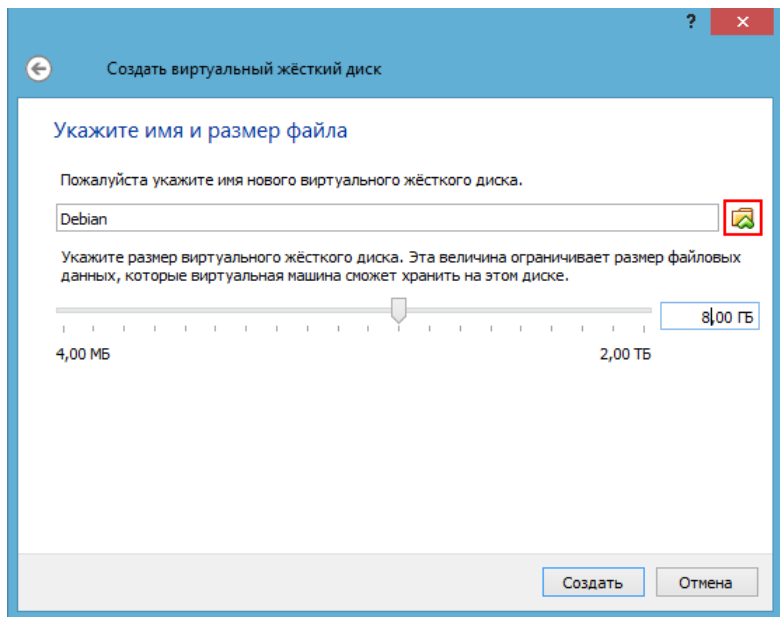 ?
Создать виртуальный жёсткий диск
Укажите имя и размер файла
Пожалуйста укажите имя нового виртуального жёсткого диска.
Debian
Укажите размер виртуального жёсткого диска. Эта величина ограничивает размер файловых
данных, которые виртуальная машина сможет хранить на этом диске.
8,00 ГБ
4,00 МБ 2,00 ТБ
Создать Отмена